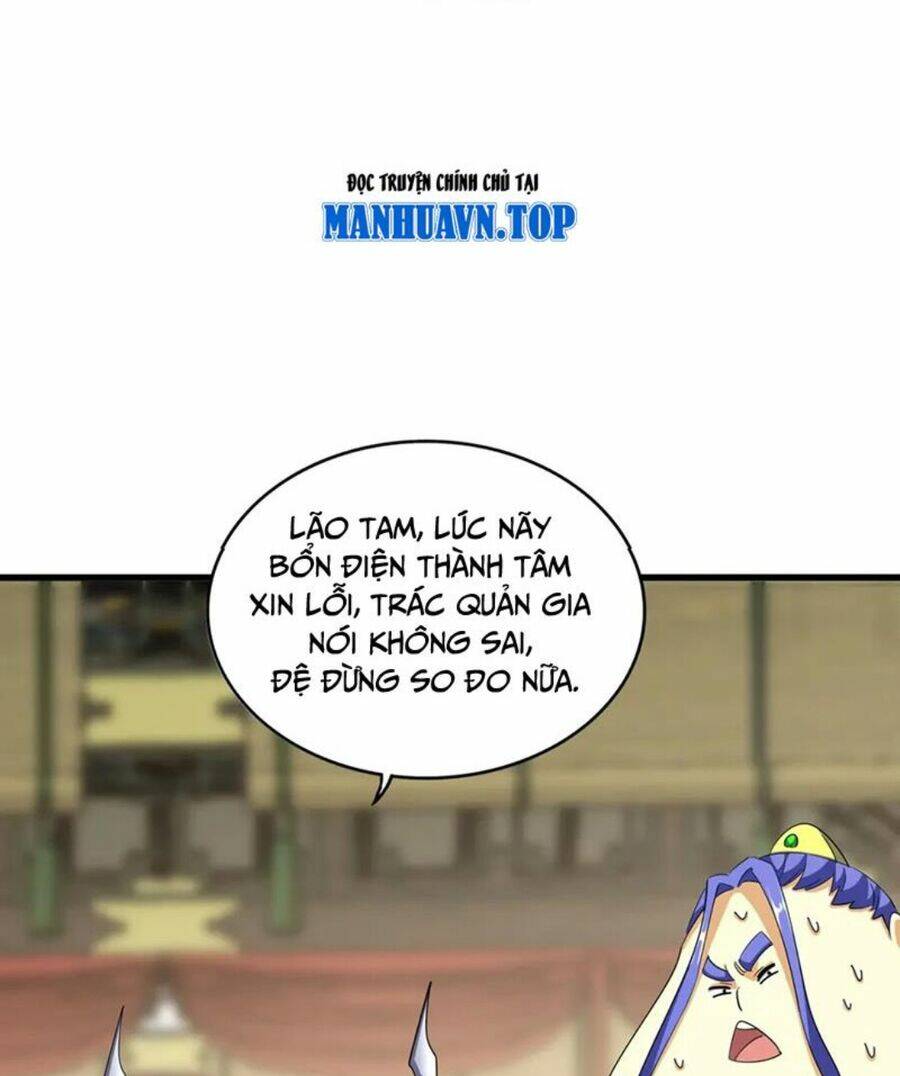 ĐỌC TRUYỆN CHÍNH CHỦ TẠI
MANHUAVN.TOP
LÃO TAM, LÚC NÃY
BỔN ĐIỆN THÀNH TÂM
XIN LỖI, TRÁC QUẢN GIA
NÓI KHÔNG SAI,
ĐỆ ĐỪNG SO ĐO NỮA.